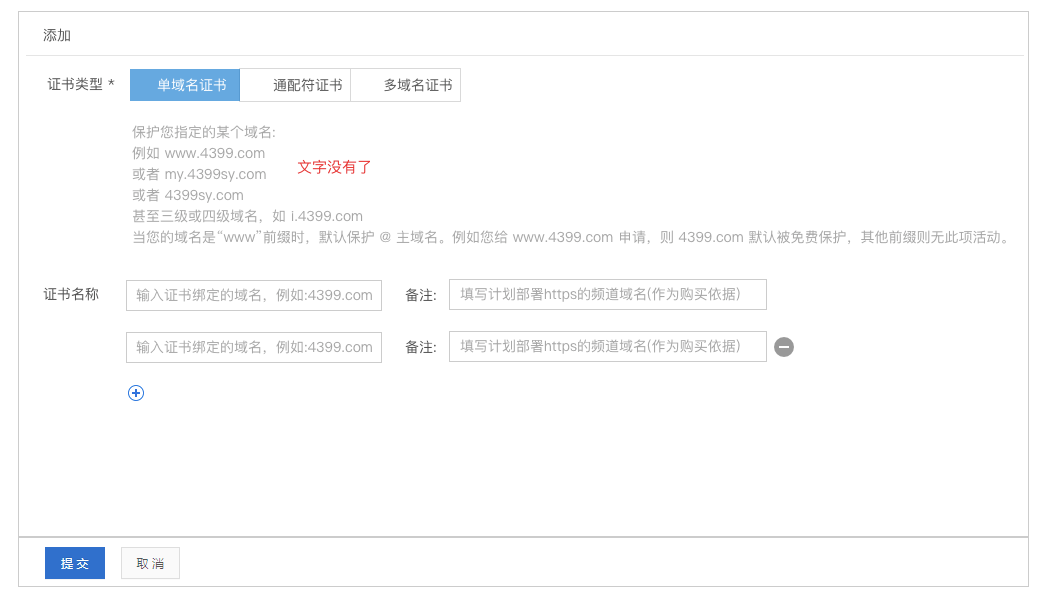 添加
证书类型 * 单域名证书 通配符证书 多域名证书
保护您指定的某个域名:
例如 www.4399.com
文字没有了
或者 my.4399sy.com
或者 4399sy.com
甚至三级或四级域名，如 i.4399.com
当您的域名是“www”前缀时，默认保护 @ 主域名。例如您给 www.4399.com 申请，则 4399.com 默认被免费保护，其他前缀则无此项活动。
证书名称 输入证书绑定的域名，例如:4399.com 备注: 填写计划部署https的频道域名(作为购买依据)
输入证书绑定的域名，例如:4399.com 备注: 填写计划部署https的频道域名(作为购买依据)
提交 取消